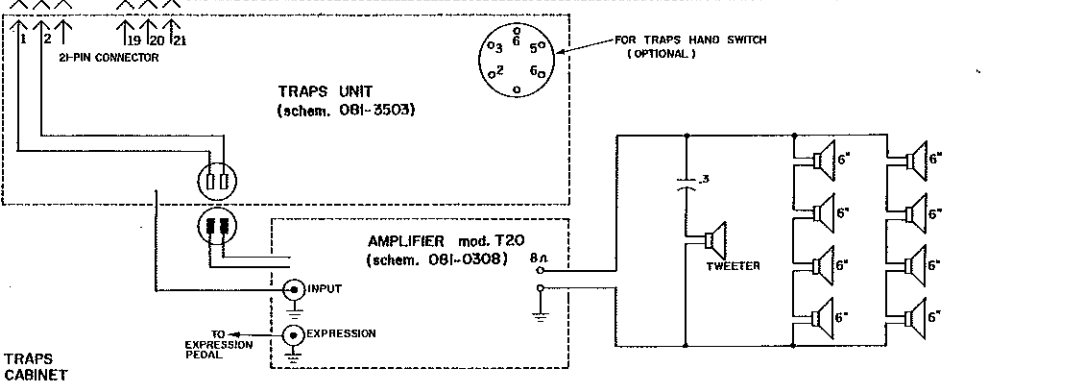 1 2 19 20 21
21-PIN CONNECTOR
TRAPS UNIT
(schem. 081-3503)
6
3 5
2 6
FOR TRAPS HAND SWITCH
(OPTIONAL)
AMPLIFIER mod. T20
(schem. 081-0308)
8Ω
INPUT
EXPRESSION
TO
EXPRESSION
PEDAL
.3
TWEETER
6" 6"
6" 6"
6" 6"
6" 6"
TRAPS
CABINET